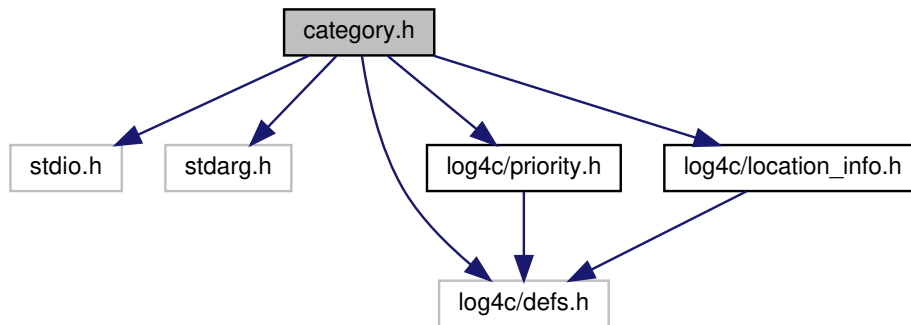 category.h
stdio.h
stdarg.h
log4c/priority.h
log4c/location_info.h
log4c/defs.h